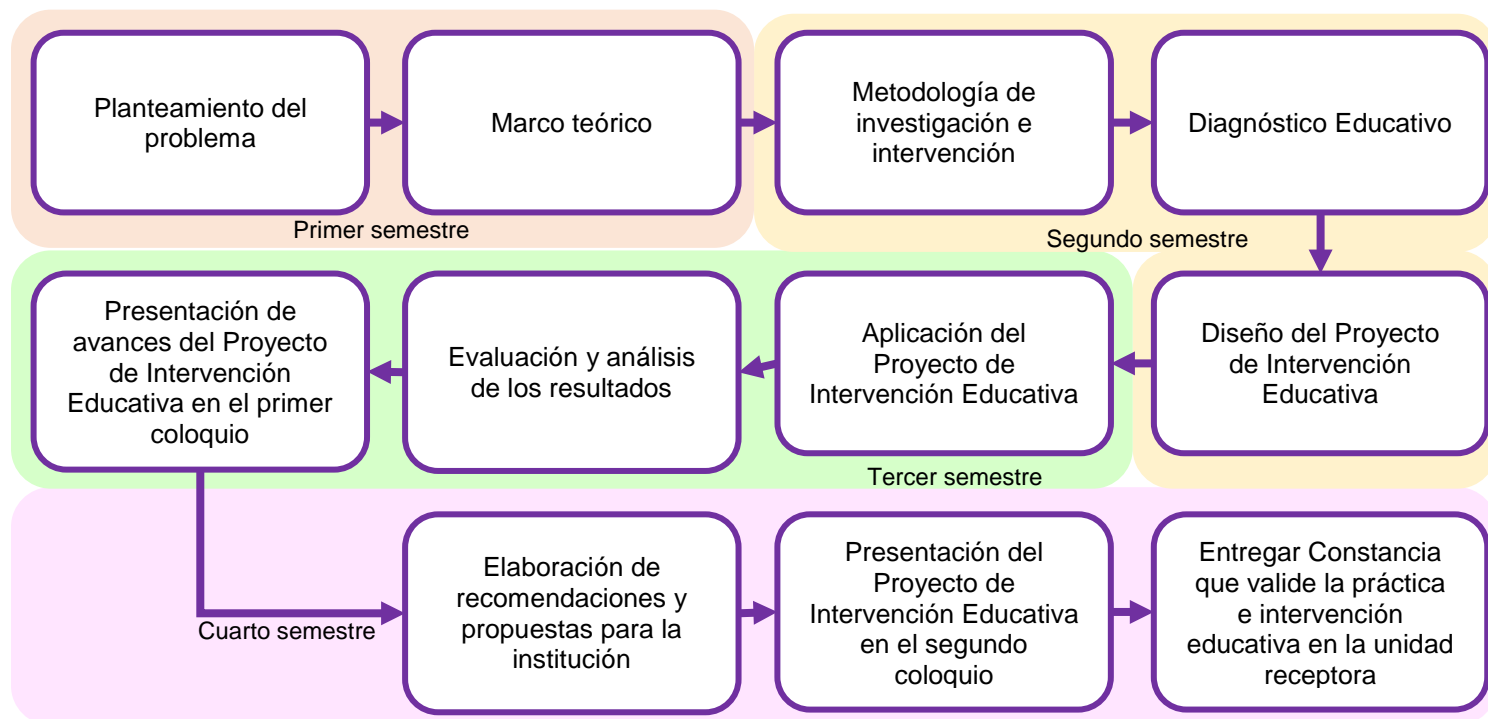 Planteamiento del
problema
Marco teórico
Primer semestre
Metodología de
investigación e
intervención
Diagnóstico Educativo
Segundo semestre
Diseño del Proyecto
de Intervención
Educativa
Aplicación del
Proyecto de
Intervención Educativa
Evaluación y análisis
de los resultados
Presentación de
avances del Proyecto
de Intervención
Educativa en el primer
coloquio
Tercer semestre
Cuarto semestre
Elaboración de
recomendaciones y
propuestas para la
institución
Presentación del
Proyecto de
Intervención Educativa
en el segundo
coloquio
Entregar Constancia
que valide la práctica
e intervención
educativa en la unidad
receptora